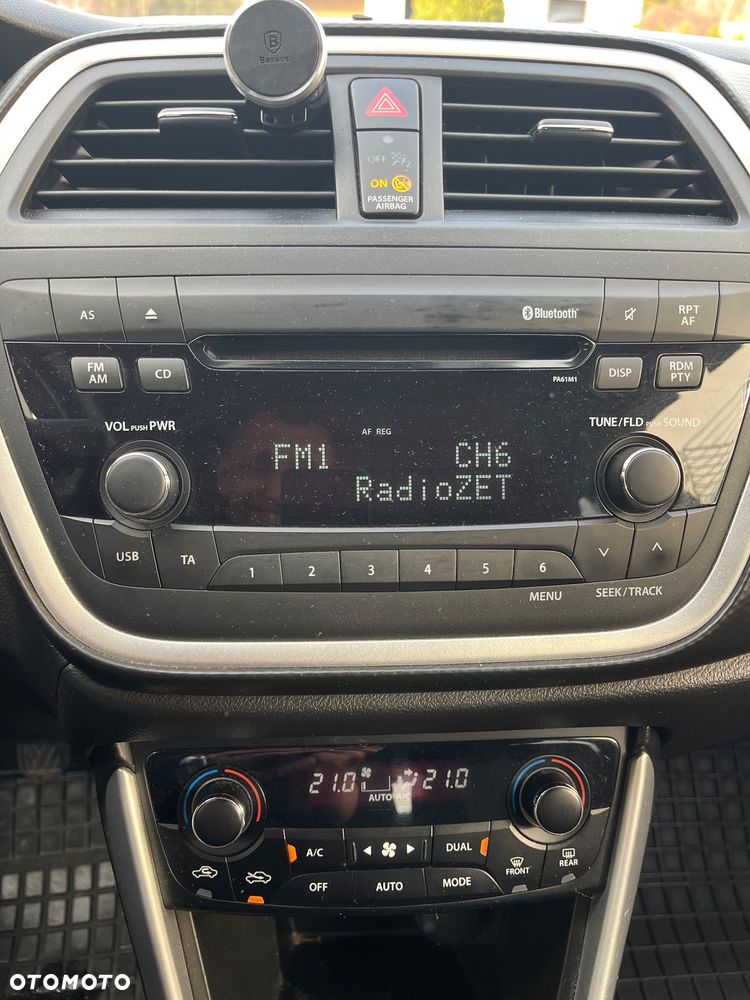 B
Baseus
OFF 2
ON
PASSENGER
AIRBAG
AS
Bluetooth
RPT
AF
FM
AM
CD
PA61M1
DISP
RDM
PTY
VOL PUSH PWR
TUNE/FLD PUSH SOUND
AF REG
FM1 CH6
RadioZET
USB
TA
1 2 3 4 5 6
MENU
SEEK/TRACK
21.0 21.0
AUTO A/C
A/C
DUAL
FRONT
REAR
OFF
AUTO
MODE
OTOMOTO